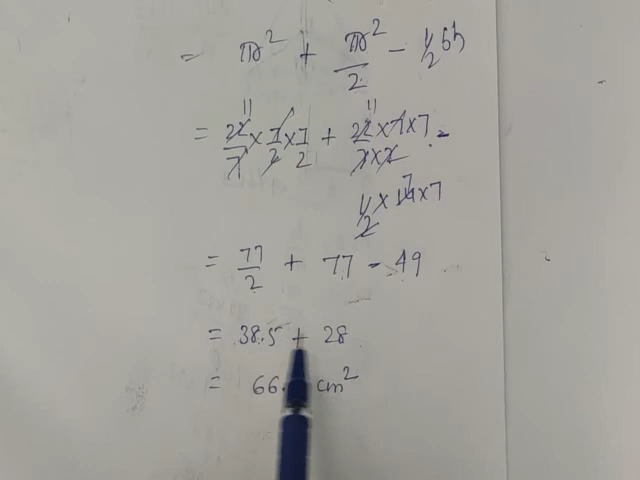 = πr² + πr²/2 - 1/2 bh
= 22/7 × 7/2 × 7/2 + 22×7×7/7×2 -
1/2 × 14 × 7
= 77/2 + 77 - 49
= 38.5 + 28
= 66. cm²